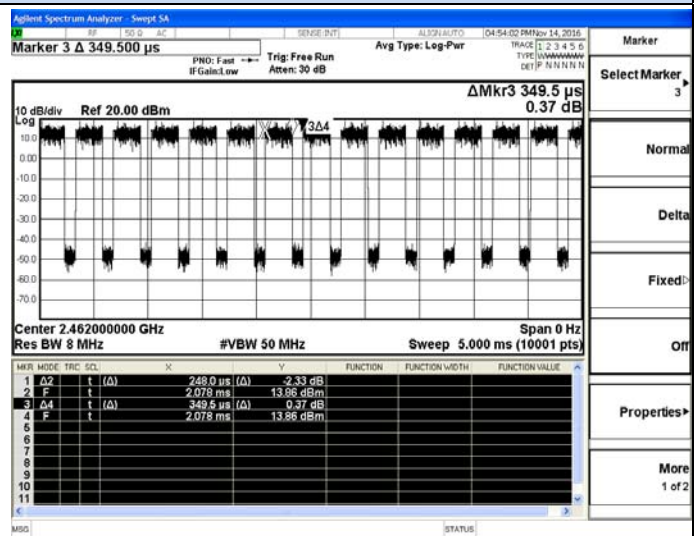 Agilent Spectrum Analyzer - Swept SA
RF 50 Ω AC SENSE:INT ALIGN AUTO 04:54:02 PM Nov 14, 2016
Marker 3 Δ 349.500 µs
PNO: Fast
IFGain:Low
Trig: Free Run
Atten: 30 dB
Avg Type: Log-Pwr
TRACE 1 2 3 4 5 6
TYPE WWWWWW
DET P N N N N N
ΔMkr3 349.5 µs
0.37 dB
10 dB/div Ref 20.00 dBm
Log
10.0
0.00
-10.0
-20.0
-30.0
-40.0
-50.0
-60.0
-70.0
3Δ4
Center 2.462000000 GHz Span 0 Hz
Res BW 8 MHz #VBW 50 MHz Sweep 5.000 ms (10001 pts)
MKR MODE TRC SCL X Y FUNCTION FUNCTION WIDTH FUNCTION VALUE
1 Δ2 t (Δ) 248.0 µs (Δ) -2.33 dB
2 F t 2.078 ms 13.86 dBm
3 Δ4 t (Δ) 349.5 µs (Δ) 0.37 dB
4 F t 2.078 ms 13.86 dBm
5
6
7
8
9
10
11
MSG STATUS
Marker
Select Marker
3
Normal
Delta
Fixed
Off
Properties
More
1 of 2